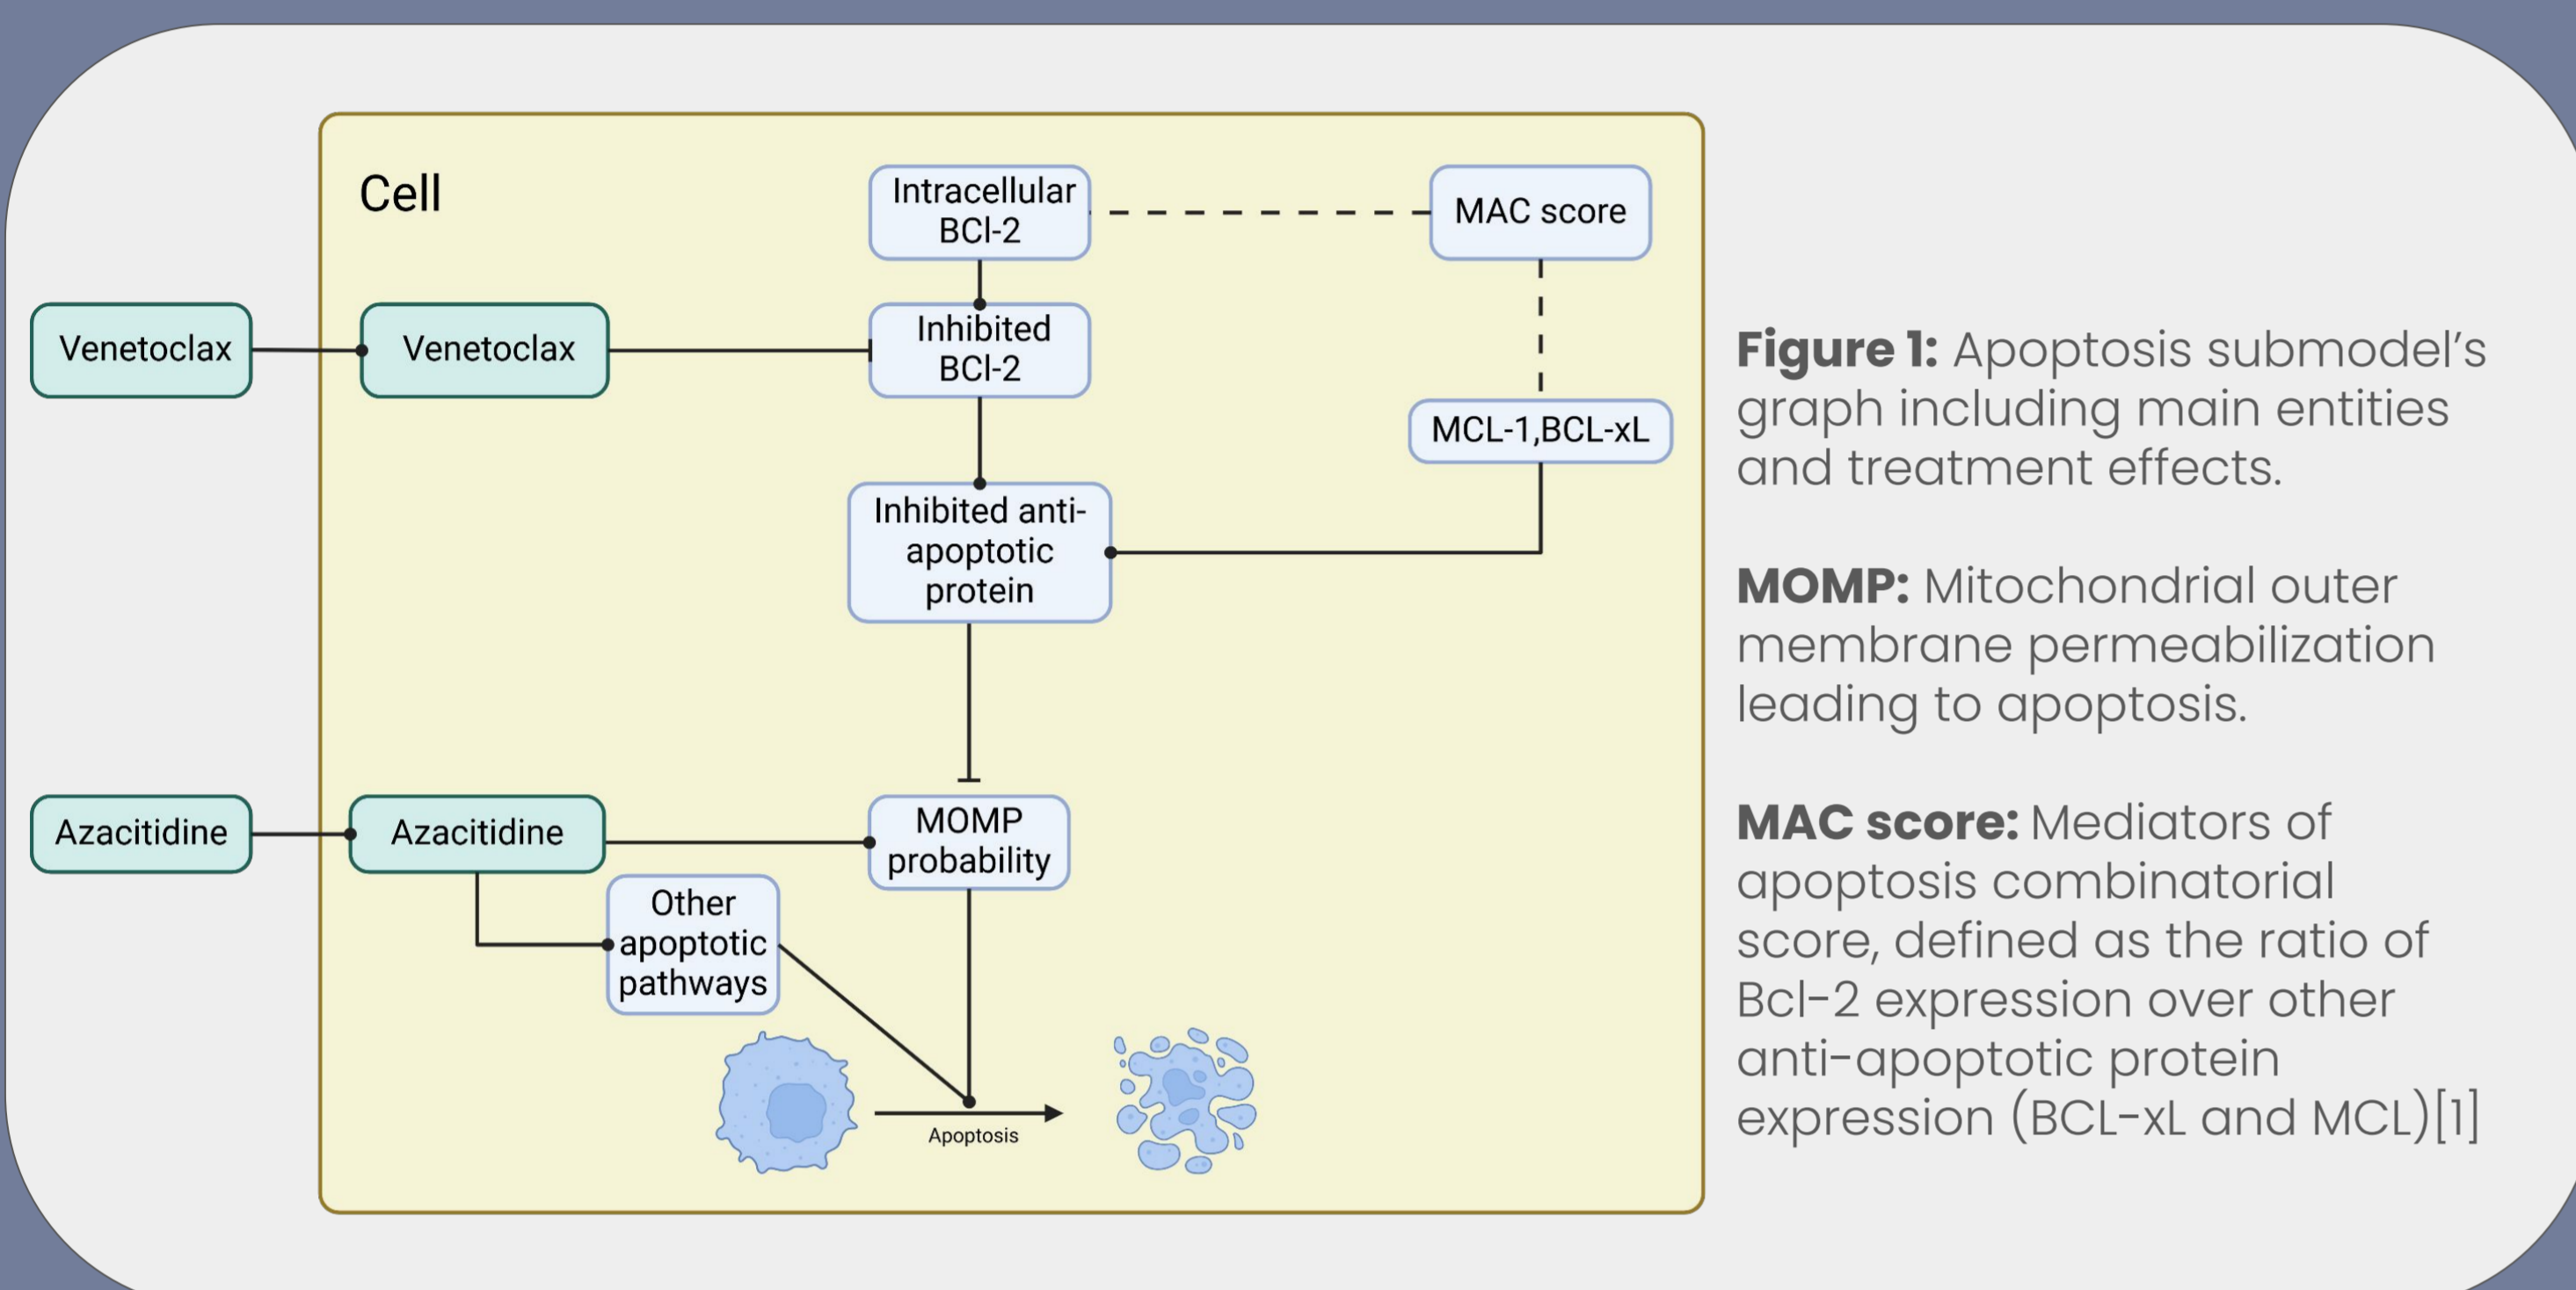 Cell
Intracellular
BCl-2
MAC score
Venetoclax
Venetoclax
Inhibited
BCl-2
MCL-1,BCL-xL
Inhibited anti-
apoptotic
protein
Azacitidine
Azacitidine
MOMP
probability
Other
apoptotic
pathways
Apoptosis
Figure 1: Apoptosis submodel’s
graph including main entities
and treatment effects.
MOMP: Mitochondrial outer
membrane permeabilization
leading to apoptosis.
MAC score: Mediators of
apoptosis combinatorial
score, defined as the ratio of
Bcl-2 expression over other
anti-apoptotic protein
expression (BCL-xL and MCL)[1]